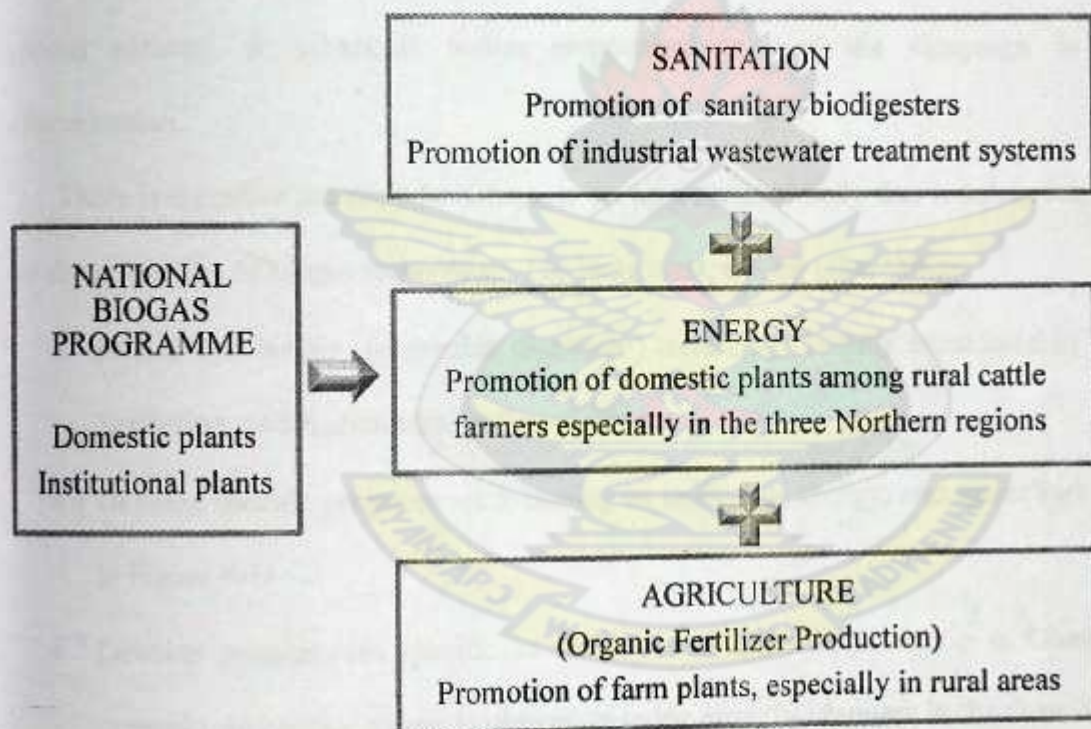 NATIONAL
BIOGAS
PROGRAMME
Domestic plants
Institutional plants
SANITATION
Promotion of sanitary biodigesters
Promotion of industrial wastewater treatment systems
ENERGY
Promotion of domestic plants among rural cattle
farmers especially in the three Northern regions
AGRICULTURE
(Organic Fertilizer Production)
Promotion of farm plants, especially in rural areas